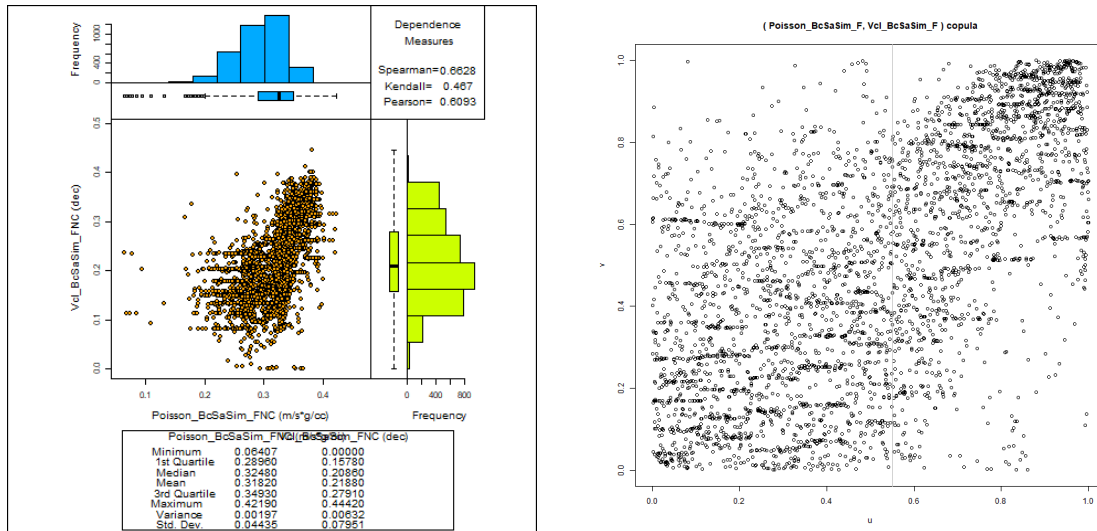 Frequency
0 400 1000
Dependence
Measures
Spearman=0.6628
Kendall= 0.467
Pearson= 0.6093
Vcl_BcSaSim_FNC (dec)
0.0 0.1 0.2 0.3 0.4 0.5
0.1 0.2 0.3 0.4
Poisson_BcSaSim_FNC (m/s*g/cc)
0 400 800
Frequency
Minimum 0.06407 0.00000
1st Quartile 0.28960 0.15780
Median 0.32480 0.20860
Mean 0.31820 0.21880
3rd Quartile 0.34930 0.27910
Maximum 0.42190 0.44420
Variance 0.00197 0.00632
Std. Dev. 0.04435 0.07951
( Poisson_BcSaSim_F, Vcl_BcSaSim_F ) copula
v
0.0 0.2 0.4 0.6 0.8 1.0
0.0 0.2 0.4 0.6 0.8 1.0
u